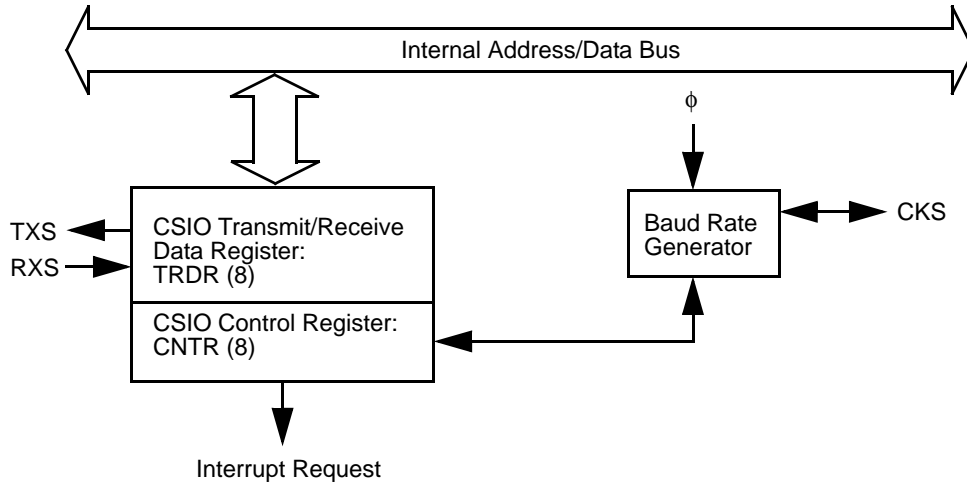 Internal Address/Data Bus
ϕ
TXS
RXS
CSIO Transmit/Receive
Data Register:
TRDR (8)
Baud Rate
Generator
CKS
CSIO Control Register:
CNTR (8)
Interrupt Request